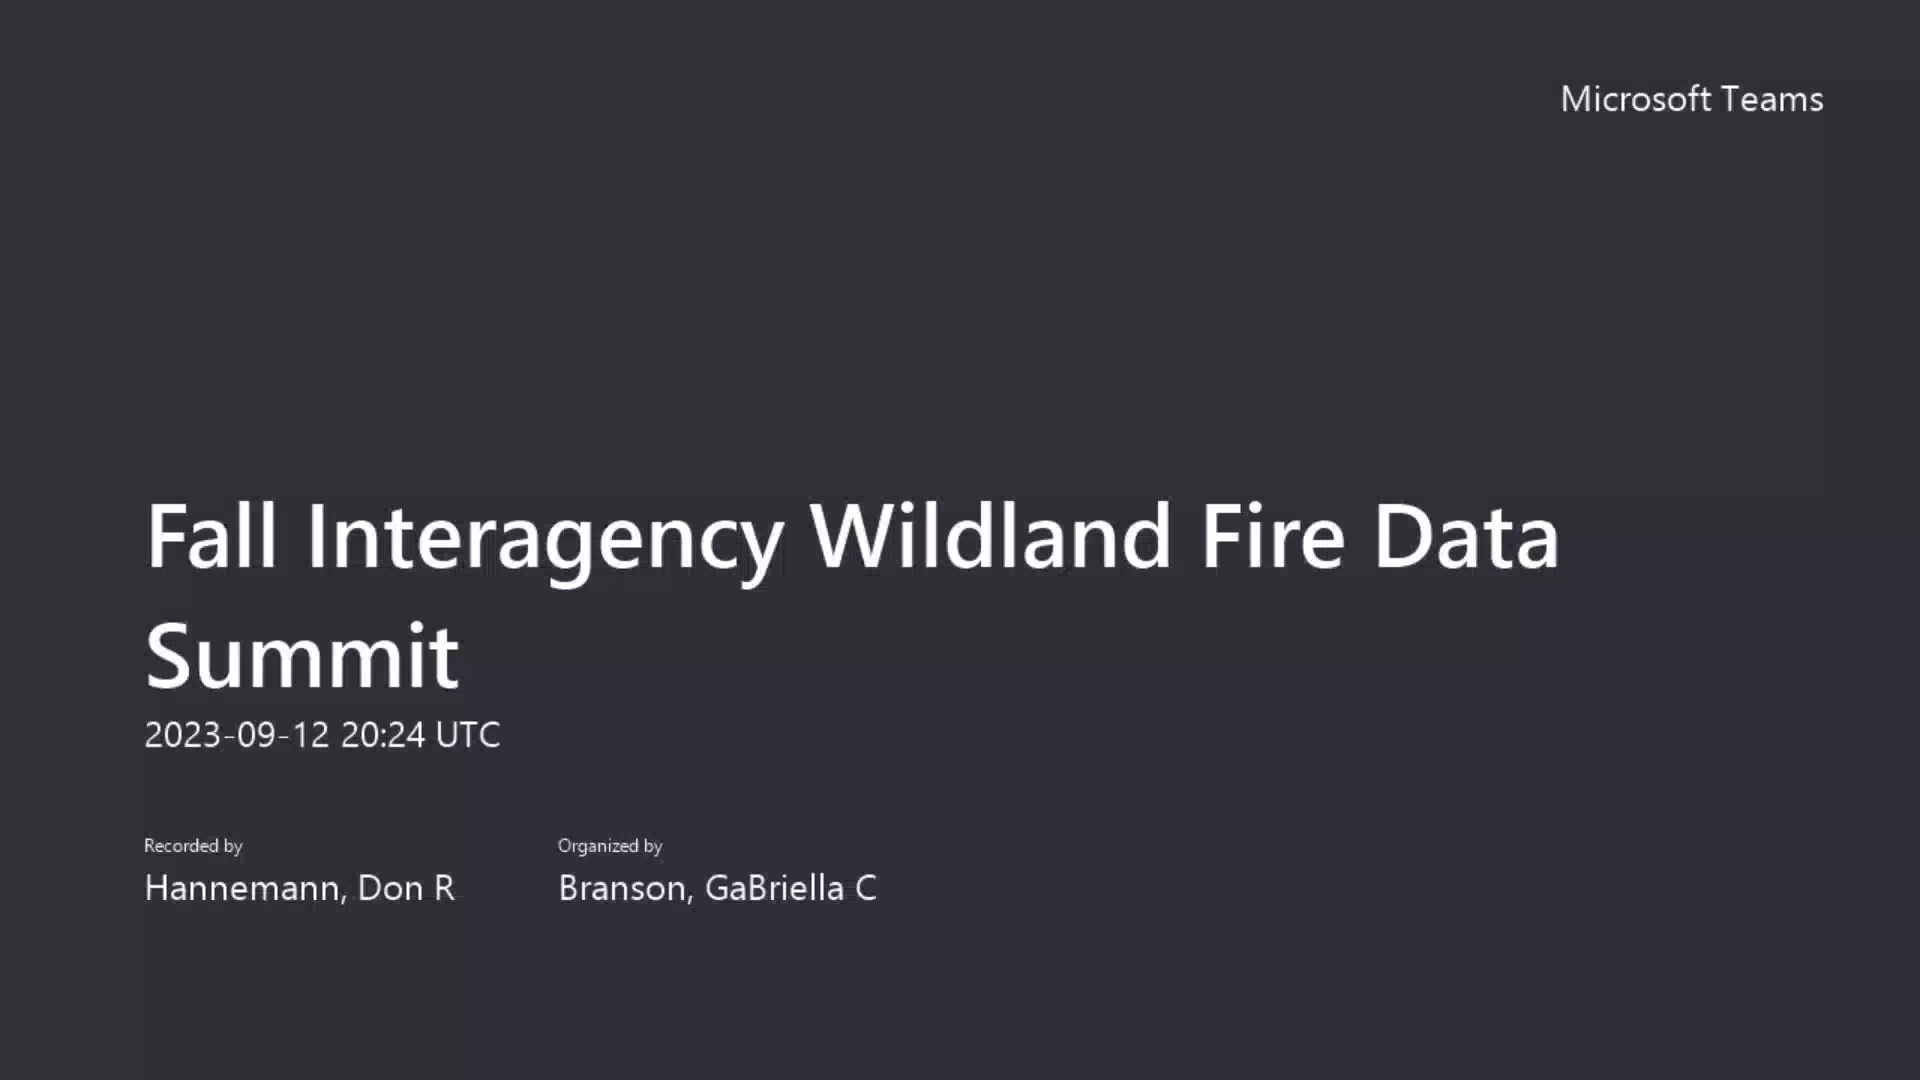 Microsoft Teams
Fall Interagency Wildland Fire Data
Summit
2023-09-12 20:24 UTC
Recorded by
Hannemann, Don R
Organized by
Branson, GaBriella C